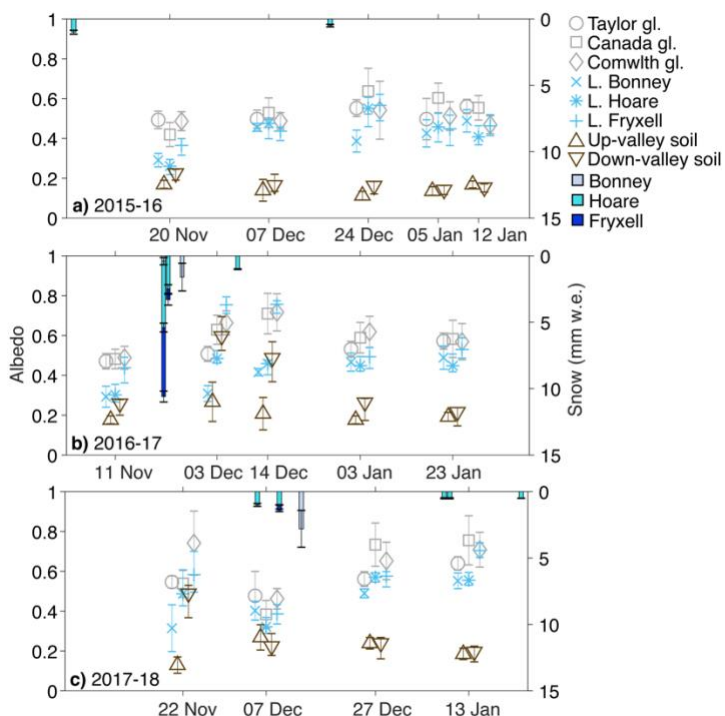 1
0.8
0.6
0.4
0.2
0
a) 2015-16
0
5
10
15
20 Nov
07 Dec
24 Dec
05 Jan
12 Jan
Taylor gl.
Canada gl.
Comwlth gl.
L. Bonney
L. Hoare
L. Fryxell
Up-valley soil
Down-valley soil
Bonney
Hoare
Fryxell
Albedo
1
0.8
0.6
0.4
0.2
0
b) 2016-17
0
5
10
15
Snow (mm w.e.)
11 Nov
03 Dec
14 Dec
03 Jan
23 Jan
1
0.8
0.6
0.4
0.2
0
c) 2017-18
0
5
10
15
22 Nov
07 Dec
27 Dec
13 Jan